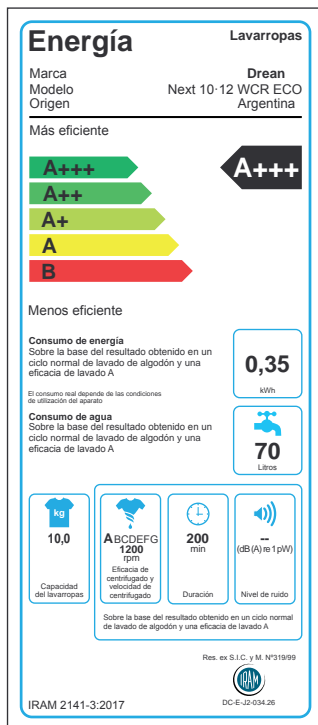 Energía
Lavarropas
Marca Drean
Modelo Next 10·12 WCR ECO
Origen Argentina
Más eficiente
A+++
A+++
A++
A+
A
B
Menos eficiente
Consumo de energía
Sobre la base del resultado obtenido en un
ciclo normal de lavado de algodón y una
eficacia de lavado A
El consumo real depende de las condiciones
de utilización del aparato
0,35
kWh
Consumo de agua
Sobre la base del resultado obtenido en un
ciclo normal de lavado de algodón y una
eficacia de lavado A
70
Litros
kg
10,0
Capacidad
del lavarropas
ABCDEFG
1200
rpm
Eficacia de
centrifugado y
velocidad de
centrifugado
200
min
Duración
--
(dB(A) re 1 pW)
Nivel de ruido
Sobre la base del resultado obtenido en un ciclo normal
de lavado de algodón y una eficacia de lavado A
Res. ex S.I.C. y M. Nº319/99
IRAM
IRAM 2141-3:2017
DC-E-J2-034.26